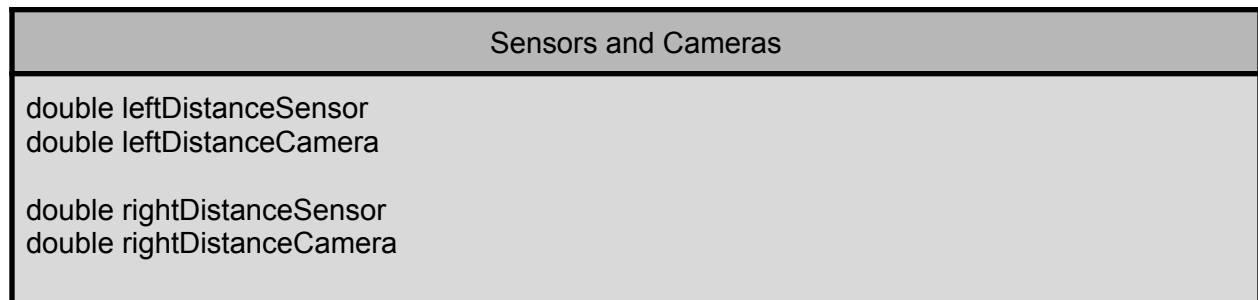 Sensors and Cameras
double leftDistanceSensor
double leftDistanceCamera
double rightDistanceSensor
double rightDistanceCamera